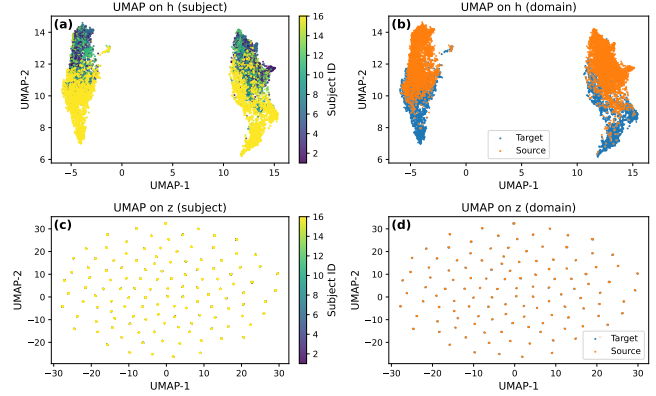 UMAP on h (subject)
(a)
14
12
10
8
6
UMAP-2
−5
0
5
10
15
UMAP-1
16
14
12
10
8
6
4
2
Subject ID
UMAP on h (domain)
(b)
14
12
10
8
6
UMAP-2
Target
Source
−5
0
5
10
15
UMAP-1
UMAP on z (subject)
(c)
30
20
10
0
−10
−20
UMAP-2
−30
−20
−10
0
10
20
30
UMAP-1
16
14
12
10
8
6
4
2
Subject ID
UMAP on z (domain)
(d)
30
20
10
0
−10
−20
UMAP-2
Target
Source
−30
−20
−10
0
10
20
30
UMAP-1